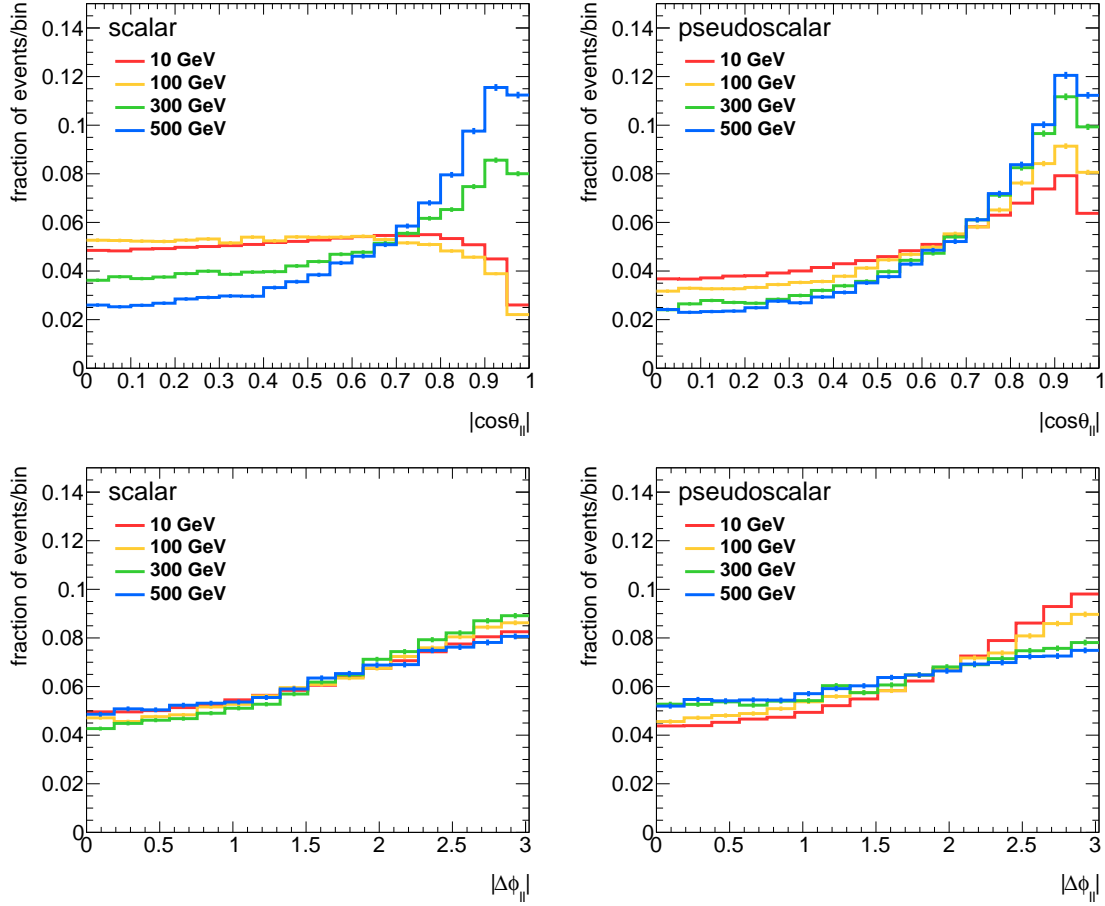 scalar
fraction of events/bin
10 GeV
100 GeV
300 GeV
500 GeV
0.14
0.12
0.1
0.08
0.06
0.04
0.02
0
0 0.1 0.2 0.3 0.4 0.5 0.6 0.7 0.8 0.9 1
|cosθ_ll|
pseudoscalar
fraction of events/bin
10 GeV
100 GeV
300 GeV
500 GeV
0.14
0.12
0.1
0.08
0.06
0.04
0.02
0
0 0.1 0.2 0.3 0.4 0.5 0.6 0.7 0.8 0.9 1
|cosθ_ll|
scalar
fraction of events/bin
10 GeV
100 GeV
300 GeV
500 GeV
0.14
0.12
0.1
0.08
0.06
0.04
0.02
0
0 0.5 1 1.5 2 2.5 3
|Δϕ_ll|
pseudoscalar
fraction of events/bin
10 GeV
100 GeV
300 GeV
500 GeV
0.14
0.12
0.1
0.08
0.06
0.04
0.02
0
0 0.5 1 1.5 2 2.5 3
|Δϕ_ll|